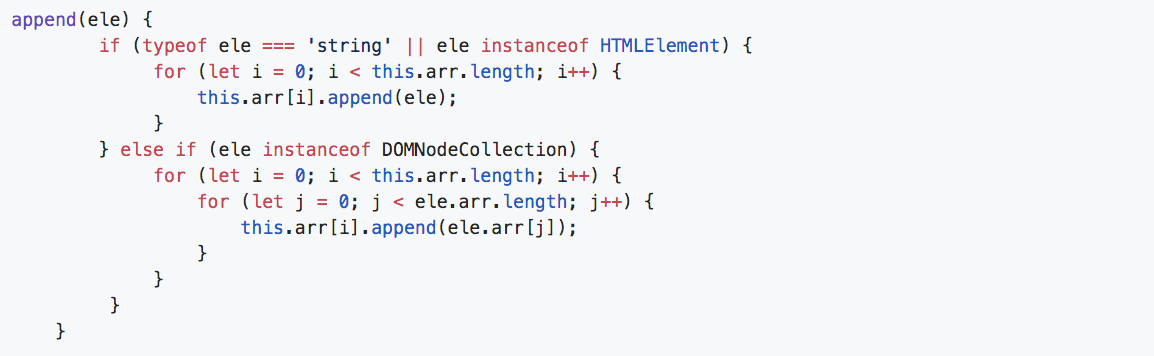 append(ele) {
        if (typeof ele === 'string' || ele instanceof HTMLElement) {
             for (let i = 0; i < this.arr.length; i++) {
                 this.arr[i].append(ele);
             }
        } else if (ele instanceof DOMNodeCollection) {
             for (let i = 0; i < this.arr.length; i++) {
                 for (let j = 0; j < ele.arr.length; j++) {
                     this.arr[i].append(ele.arr[j]);
                 }
             }
         }
    }